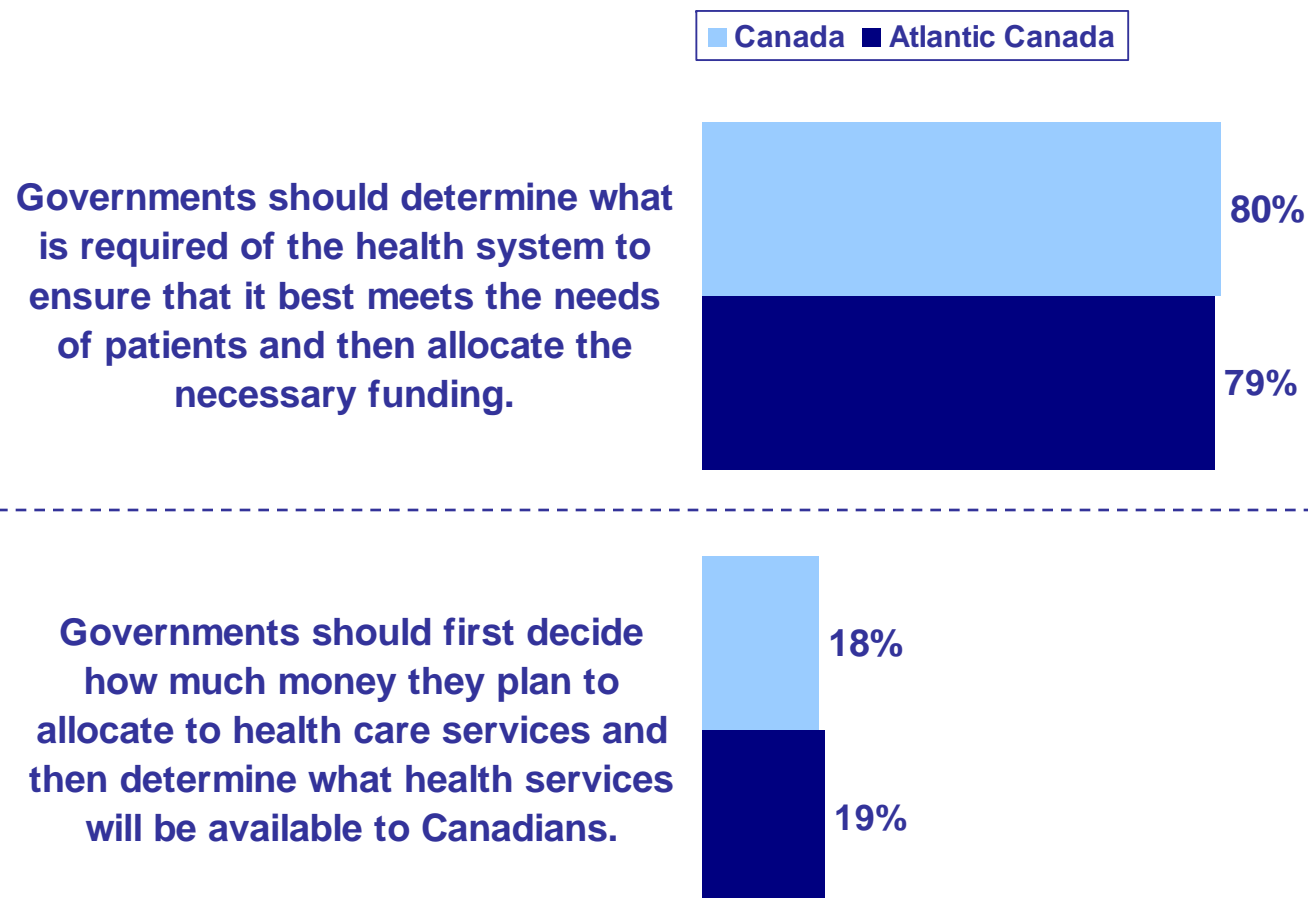 Canada Atlantic Canada
Governments should determine what
is required of the health system to
ensure that it best meets the needs
of patients and then allocate the
necessary funding.
80%
79%
Governments should first decide
how much money they plan to
allocate to health care services and
then determine what health services
will be available to Canadians.
18%
19%